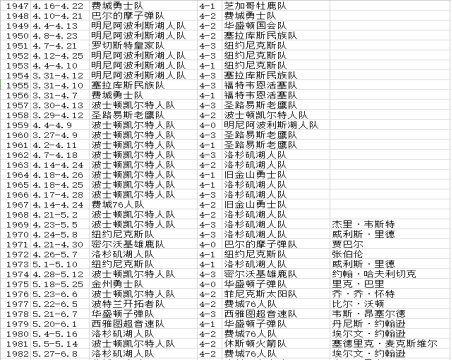 1947 4.16-4.22 费城勇士队 4-1 芝加哥牡鹿队
1948 4.10-4.21 巴尔的摩子弹队 4-2 费城勇士队
1949 4.4-4.13 明尼阿波利斯湖人队 4-2 华盛顿国会队
1950 4.8-4.23 明尼阿波利斯湖人队 4-2 塞拉库斯民族队
1951 4.7-4.21 罗切斯特皇家队 4-3 纽约尼克斯队
1952 4.12-4.25 明尼阿波利斯湖人队 4-3 纽约尼克斯队
1953 4.4-4.10 明尼阿波利斯湖人队 4-1 纽约尼克斯队
1954 3.31-4.12 明尼阿波利斯湖人队 4-3 塞拉库斯民族队
1955 3.31-4.10 塞拉库斯民族队 4-3 福特韦恩活塞队
1956 3.31-4.7 费城勇士队 4-1 福特韦恩活塞队
1957 3.30-4.13 波士顿凯尔特人队 4-3 圣路易斯老鹰队
1958 3.29-4.12 圣路易斯老鹰队 4-2 波士顿凯尔特人队
1959 4.4-4.9 波士顿凯尔特人队 4-0 明尼阿波利斯湖人队
1960 3.27-4.9 波士顿凯尔特人队 4-3 圣路易斯老鹰队
1961 4.2-4.11 波士顿凯尔特人队 4-1 圣路易斯老鹰队
1962 4.7-4.18 波士顿凯尔特人队 4-3 洛杉矶湖人队
1963 4.14-4.24 波士顿凯尔特人队 4-2 洛杉矶湖人队
1964 4.18-4.26 波士顿凯尔特人队 4-1 旧金山勇士队
1965 4.18-4.25 波士顿凯尔特人队 4-1 洛杉矶湖人队
1966 4.17-4.28 波士顿凯尔特人队 4-3 洛杉矶湖人队
1967 4.14-4.24 费城76人队 4-2 旧金山勇士队
1968 4.21-5.2 波士顿凯尔特人队 4-2 洛杉矶湖人队
1969 4.23-5.5 波士顿凯尔特人队 4-3 洛杉矶湖人队 杰里·韦斯特
1970 4.24-5.8 纽约尼克斯队 4-3 洛杉矶湖人队 威利斯·里德
1971 4.21-4.30 密尔沃基雄鹿队 4-0 巴尔的摩子弹队 贾巴尔
1972 4.26-5.7 洛杉矶湖人队 4-1 纽约尼克斯队 张伯伦
1973 5.1-5.10 纽约尼克斯队 4-1 洛杉矶湖人队 威利斯·里德
1974 4.28-5.12 波士顿凯尔特人队 4-3 密尔沃基雄鹿队 约翰·哈夫利切克
1975 5.18-5.25 金州勇士队 4-0 华盛顿子弹队 里克·巴里
1976 5.23-6.6 波士顿凯尔特人队 4-2 菲尼克斯太阳队 乔·乔·怀特
1977 5.22-6.5 波特兰开拓者队 4-2 费城76人队 比尔·沃顿
1978 5.21-6.7 华盛顿子弹队 4-3 西雅图超音速队 韦斯·昂塞尔德
1979 5.20-6.1 西雅图超音速队 4-1 华盛顿子弹队 丹尼斯·约翰逊
1980 5.4-5.16 洛杉矶湖人队 4-2 费城76人队 埃尔文·约翰逊
1981 5.5-5.14 波士顿凯尔特人队 4-2 休斯顿火箭队 塞德里克·麦克斯维尔
1982 5.27-6.8 洛杉矶湖人队 4-2 费城76人队 埃尔文·约翰逊